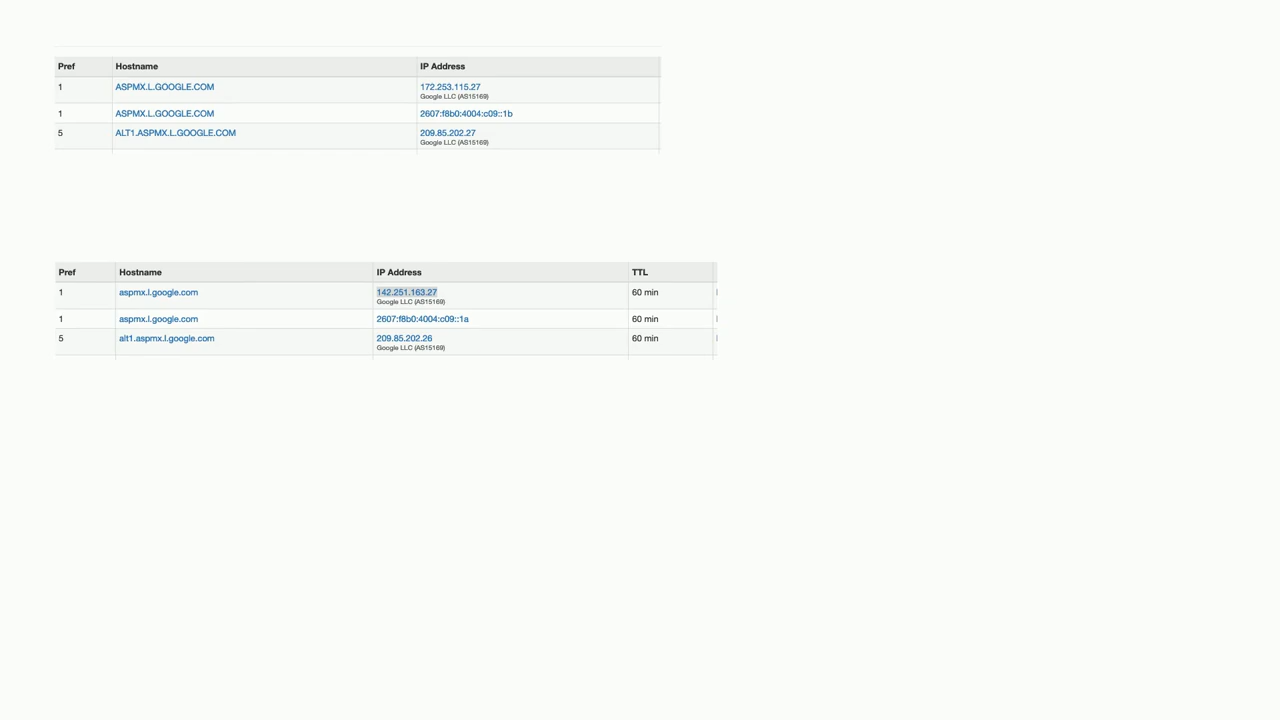 Pref Hostname IP Address
1 ASPMX.L.GOOGLE.COM 172.253.115.27
Google LLC (AS15169)
1 ASPMX.L.GOOGLE.COM 2607:f8b0:4004:c09::1b
5 ALT1.ASPMX.L.GOOGLE.COM 209.85.202.27
Google LLC (AS15169)
Pref Hostname IP Address TTL
1 aspmx.l.google.com 142.251.163.27 60 min
Google LLC (AS15169)
1 aspmx.l.google.com 2607:f8b0:4004:c09::1a 60 min
5 alt1.aspmx.l.google.com 209.85.202.26 60 min
Google LLC (AS15169)